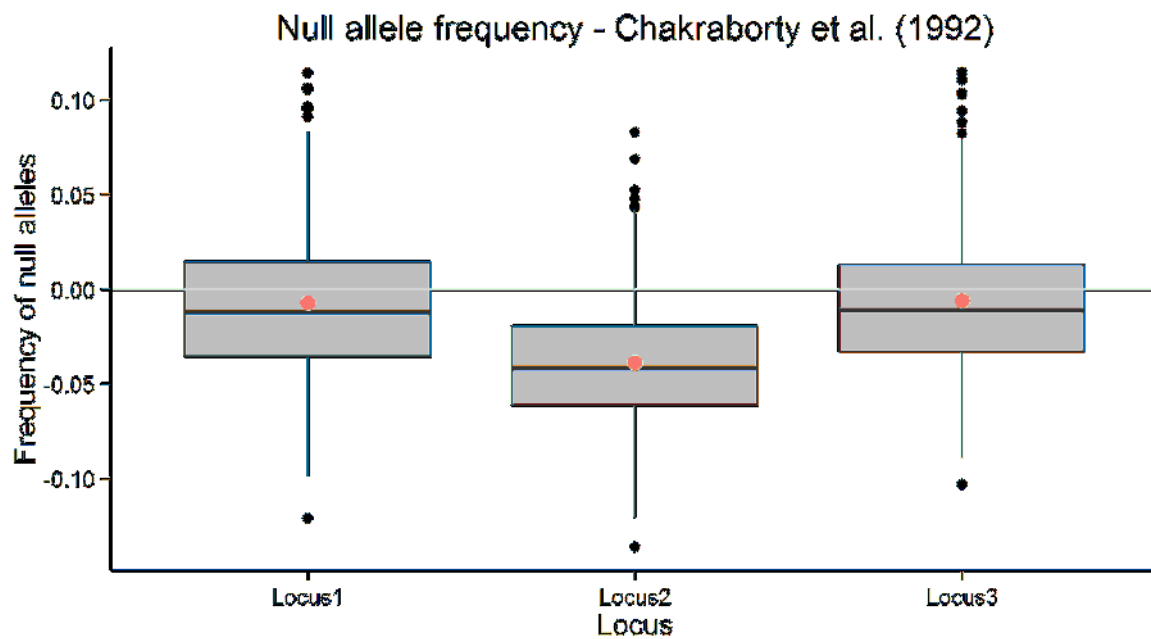 Null allele frequency - Chakraborty et al. (1992)
Frequency of null alleles
0.10
0.05
0.00
-0.05
-0.10
Locus1
Locus2
Locus3
Locus